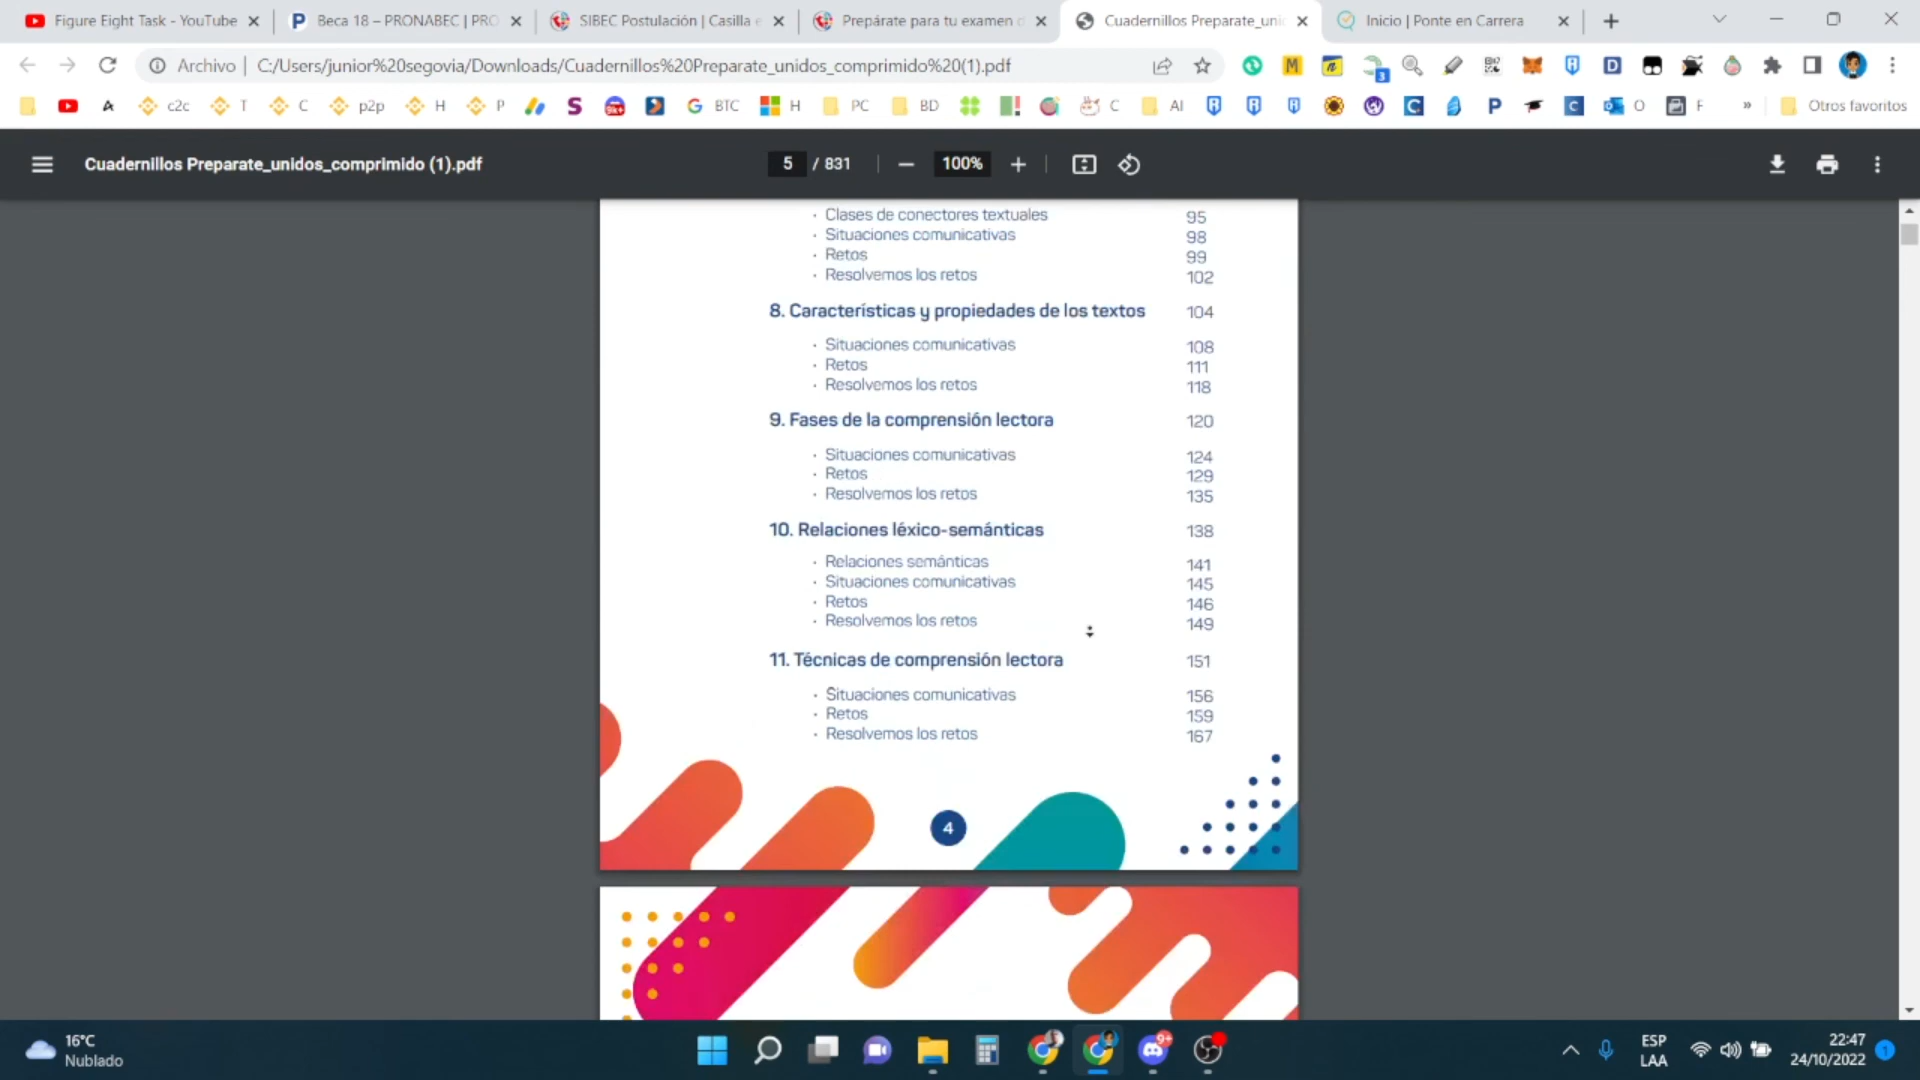 Figure Eight Task - YouTube
Beca 18 – PRONABEC | PRO
SIBEC Postulación | Casilla e
Prepárate para tu examen d
Cuadernillos Preparate_uni
Inicio | Ponte en Carrera
Archivo
C:/Users/junior%20segovia/Downloads/Cuadernillos%20Preparate_unidos_comprimido%20(1).pdf
c2c
T
C
p2p
H
P
BTC
H
PC
BD
C
AI
O
F
»
Otros favoritos
Cuadernillos Preparate_unidos_comprimido (1).pdf
5 / 831
100%
· Clases de conectores textuales 95
· Situaciones comunicativas 98
· Retos 99
· Resolvemos los retos 102
8. Características y propiedades de los textos 104
· Situaciones comunicativas 108
· Retos 111
· Resolvemos los retos 118
9. Fases de la comprensión lectora 120
· Situaciones comunicativas 124
· Retos 129
· Resolvemos los retos 135
10. Relaciones léxico-semánticas 138
· Relaciones semánticas 141
· Situaciones comunicativas 145
· Retos 146
· Resolvemos los retos 149
11. Técnicas de comprensión lectora 151
· Situaciones comunicativas 156
· Retos 159
· Resolvemos los retos 167
4
16°C
Nublado
ESP
LAA
22:47
24/10/2022
1